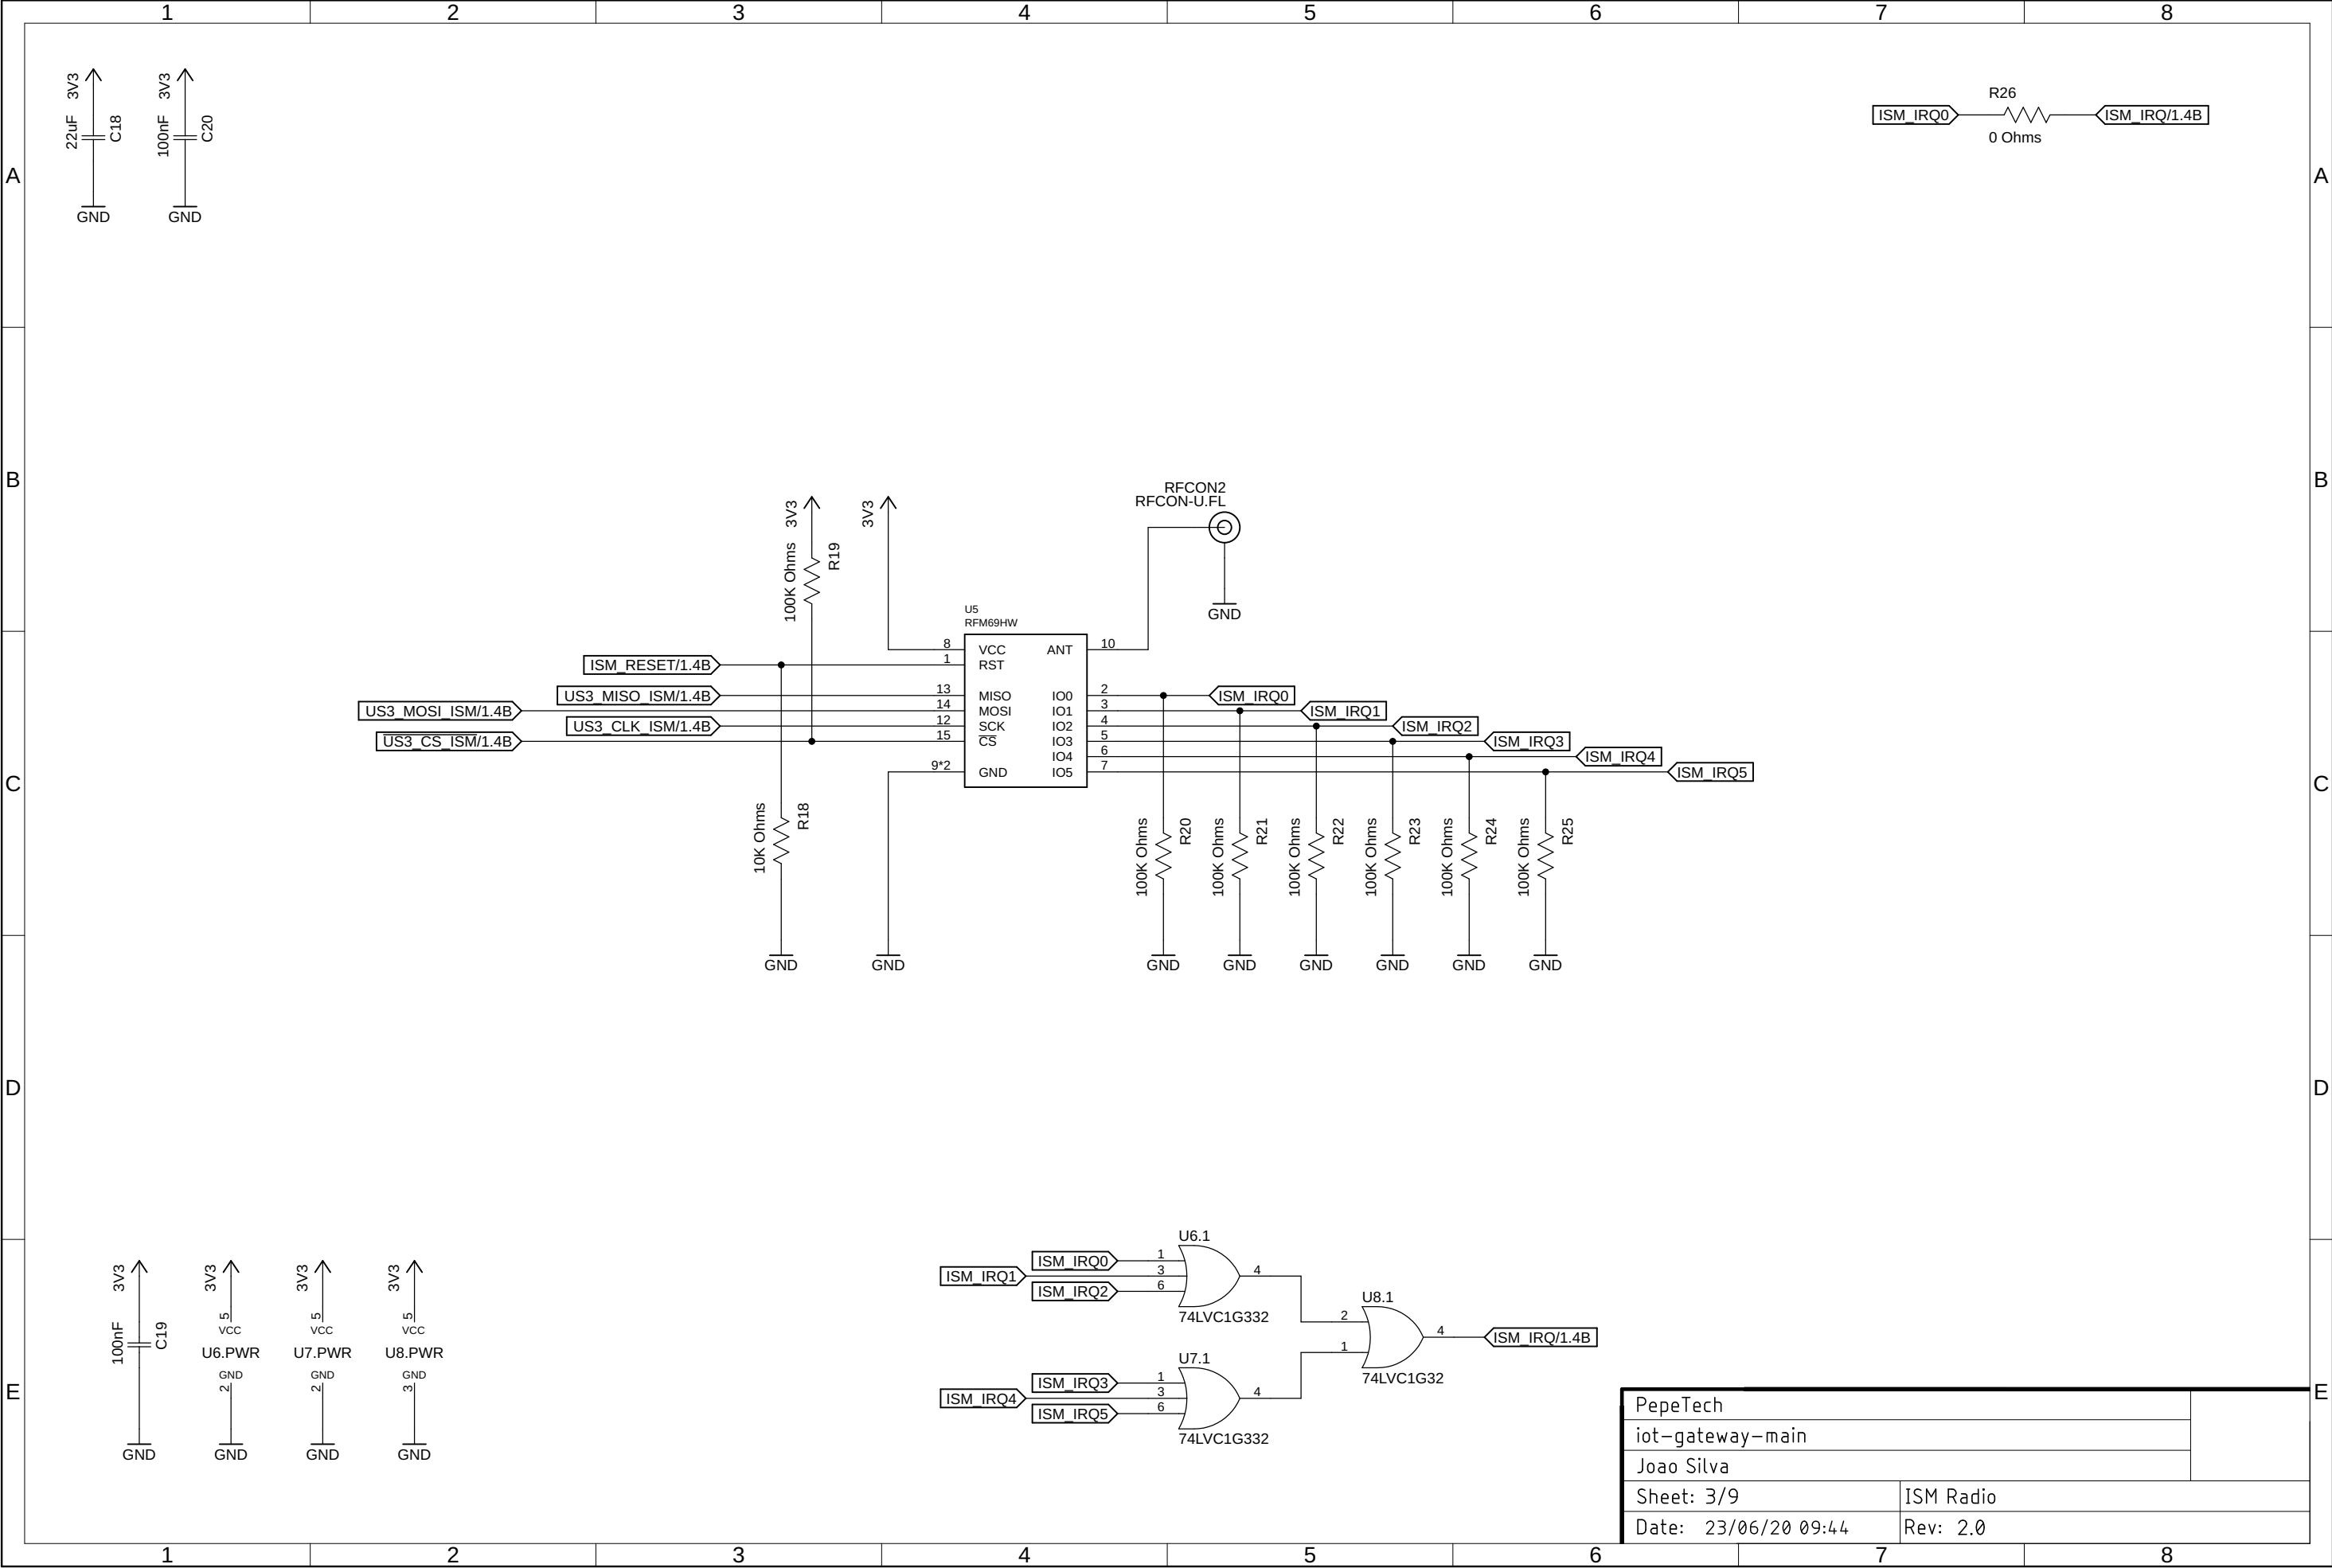 1 2 3 4 5 6 7 8
A A
B B
C C
D D
E E
3V3
22uF
C18
GND
3V3
100nF
C20
GND
R26
ISM_IRQ0
ISM_IRQ/1.4B
0 Ohms
RFCON2
RFCON-U.FL
GND
3V3
100K Ohms
R19
3V3
U5
RFM69HW
8 VCC ANT 10
ISM_RESET/1.4B 1 RST
US3_MISO_ISM/1.4B 13 MISO IO0 2 ISM_IRQ0
US3_MOSI_ISM/1.4B 14 MOSI IO1 3 ISM_IRQ1
US3_CLK_ISM/1.4B 12 SCK IO2 4 ISM_IRQ2
US3_CS_ISM/1.4B 15 CS IO3 5 ISM_IRQ3
IO4 6 ISM_IRQ4
9*2 GND IO5 7 ISM_IRQ5
10K Ohms
R18
GND
GND
100K Ohms
R20
GND
100K Ohms
R21
GND
100K Ohms
R22
GND
100K Ohms
R23
GND
100K Ohms
R24
GND
100K Ohms
R25
GND
3V3
100nF
C19
GND
3V3
5
VCC
U6.PWR
GND
2
GND
3V3
5
VCC
U7.PWR
GND
2
GND
3V3
5
VCC
U8.PWR
GND
3
GND
U6.1
ISM_IRQ0 1
ISM_IRQ1 3 4
ISM_IRQ2 6
74LVC1G332
U7.1
ISM_IRQ3 1
ISM_IRQ4 3 4
ISM_IRQ5 6
74LVC1G332
U8.1
2
1
4 ISM_IRQ/1.4B
74LVC1G32
PepeTech
iot-gateway-main
Joao Silva
Sheet: 3/9 ISM Radio
Date: 23/06/20 09:44 Rev: 2.0
1 2 3 4 5 6 7 8